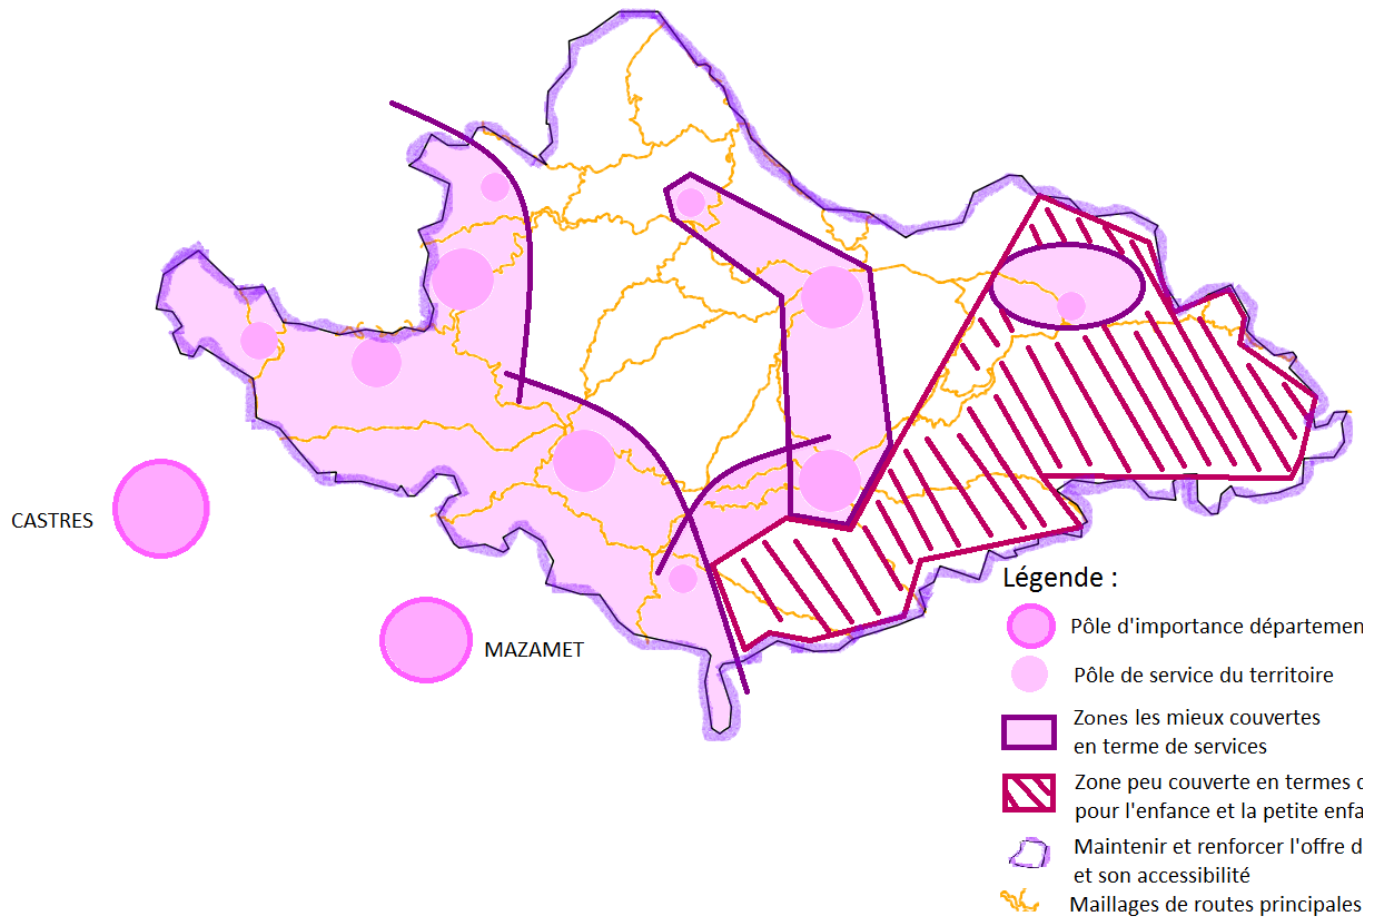 CASTRES
MAZAMET
Légende :
Pôle d'importance départemen
Pôle de service du territoire
Zones les mieux couvertes
en terme de services
Zone peu couverte en termes d
pour l'enfance et la petite enfa
Maintenir et renforcer l'offre d
et son accessibilité
Maillages de routes principales